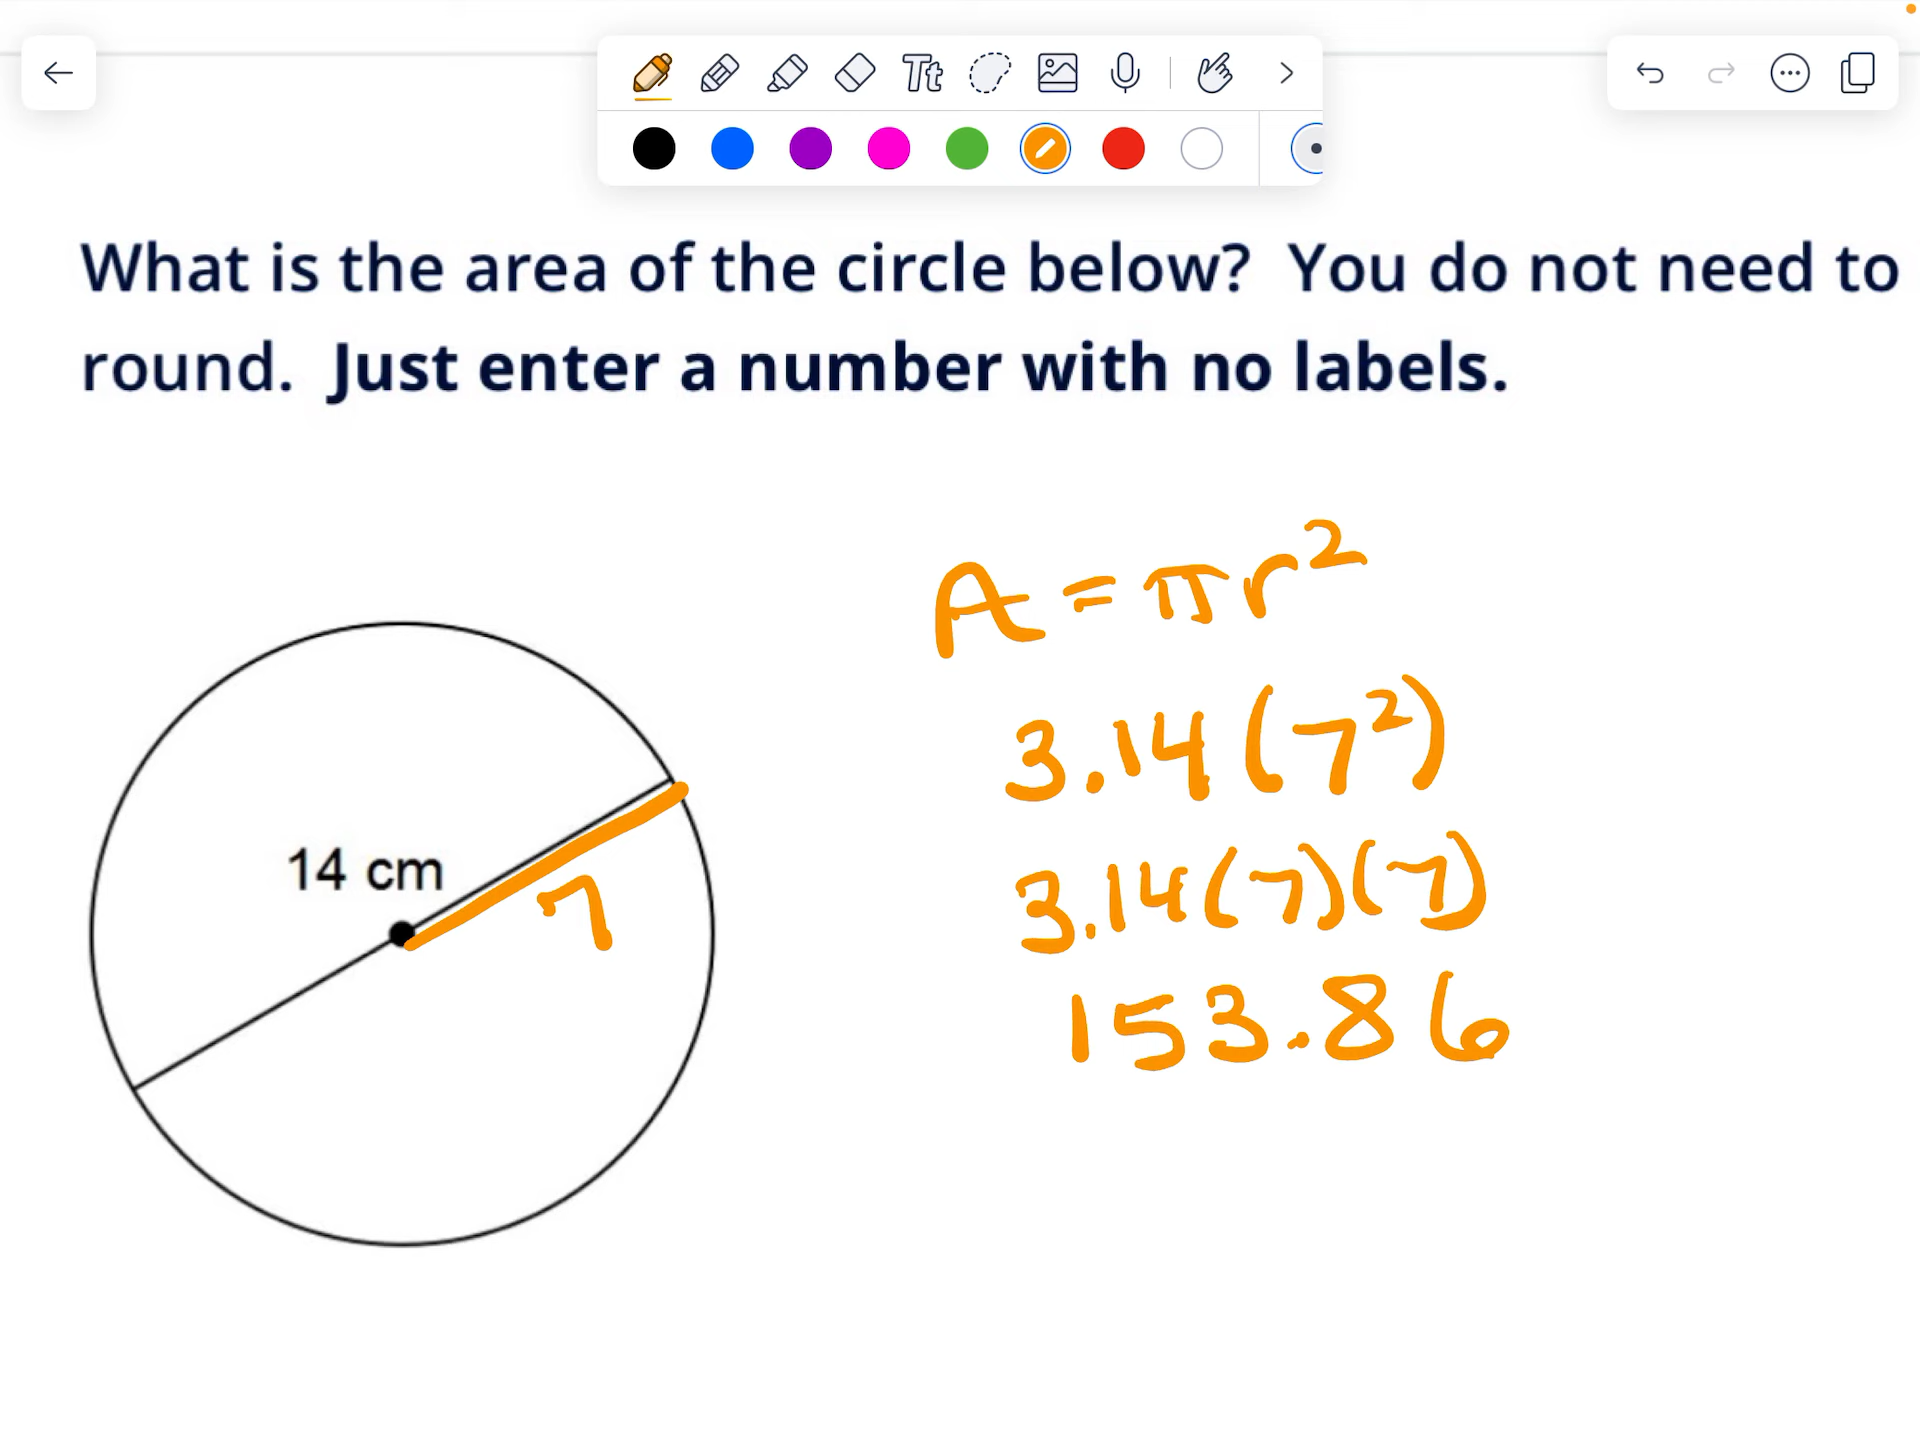 Tt
What is the area of the circle below? You do not need to
round. Just enter a number with no labels.
A = πr²
3.14 (7²)
14 cm
7
3.14(7)(7)
153.86